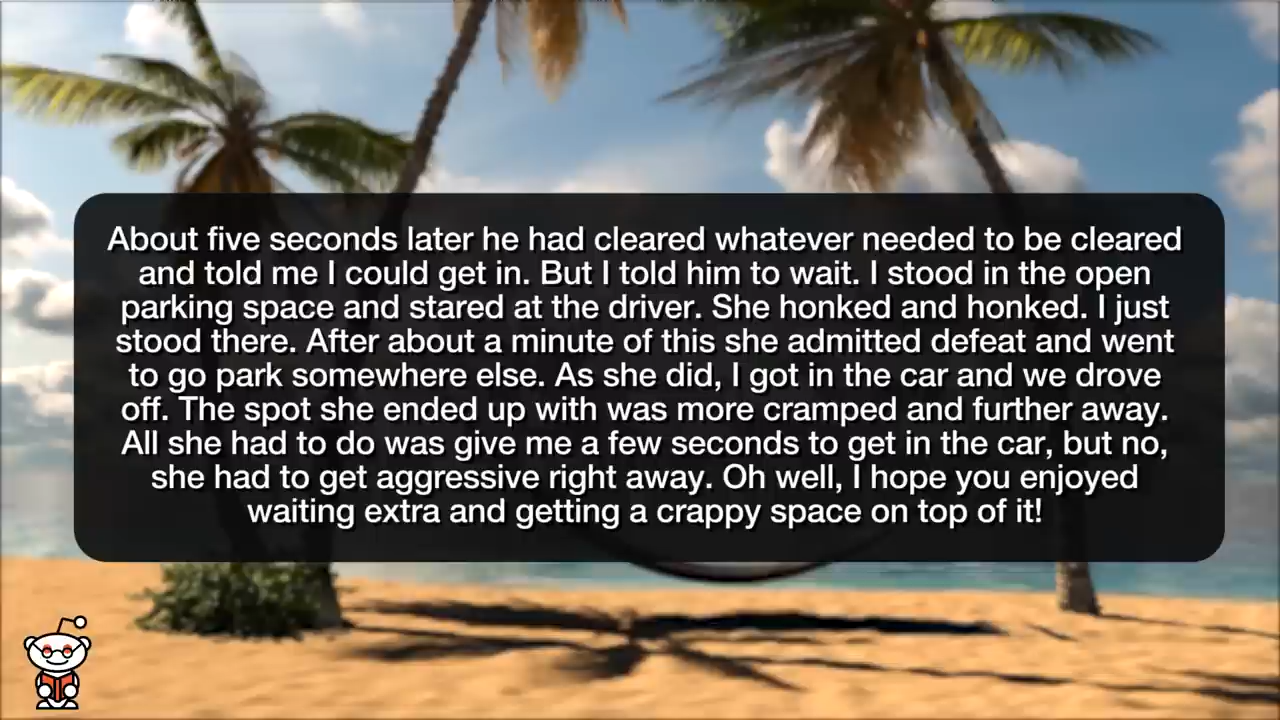 About five seconds later he had cleared whatever needed to be cleared
and told me I could get in. But I told him to wait. I stood in the open
parking space and stared at the driver. She honked and honked. I just
stood there. After about a minute of this she admitted defeat and went
to go park somewhere else. As she did, I got in the car and we drove
off. The spot she ended up with was more cramped and further away.
All she had to do was give me a few seconds to get in the car, but no,
she had to get aggressive right away. Oh well, I hope you enjoyed
waiting extra and getting a crappy space on top of it!